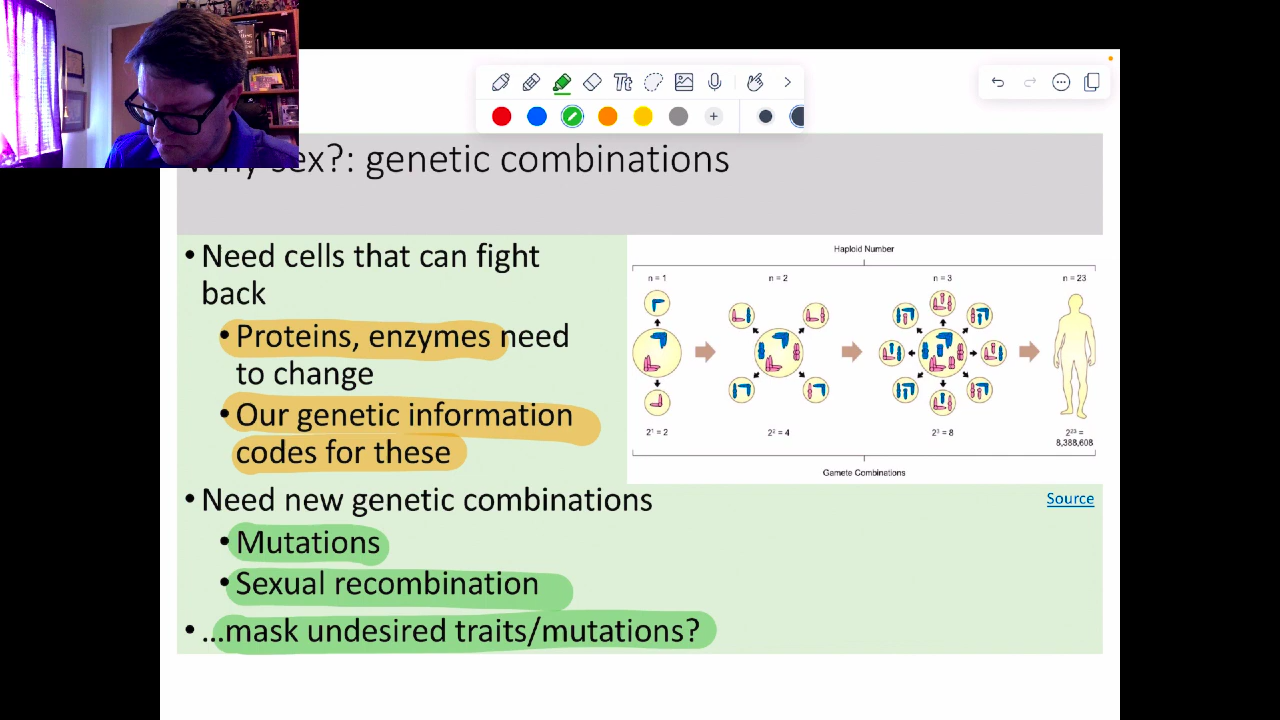 Tt
sex?: genetic combinations
• Need cells that can fight
back
• Proteins, enzymes need
to change
• Our genetic information
codes for these
• Need new genetic combinations
• Mutations
• Sexual recombination
• ...mask undesired traits/mutations?
Haploid Number
n = 1 n = 2 n = 3 n = 23
2¹ = 2 2² = 4 2³ = 8 2²³ =
8,388,608
Gamete Combinations
Source